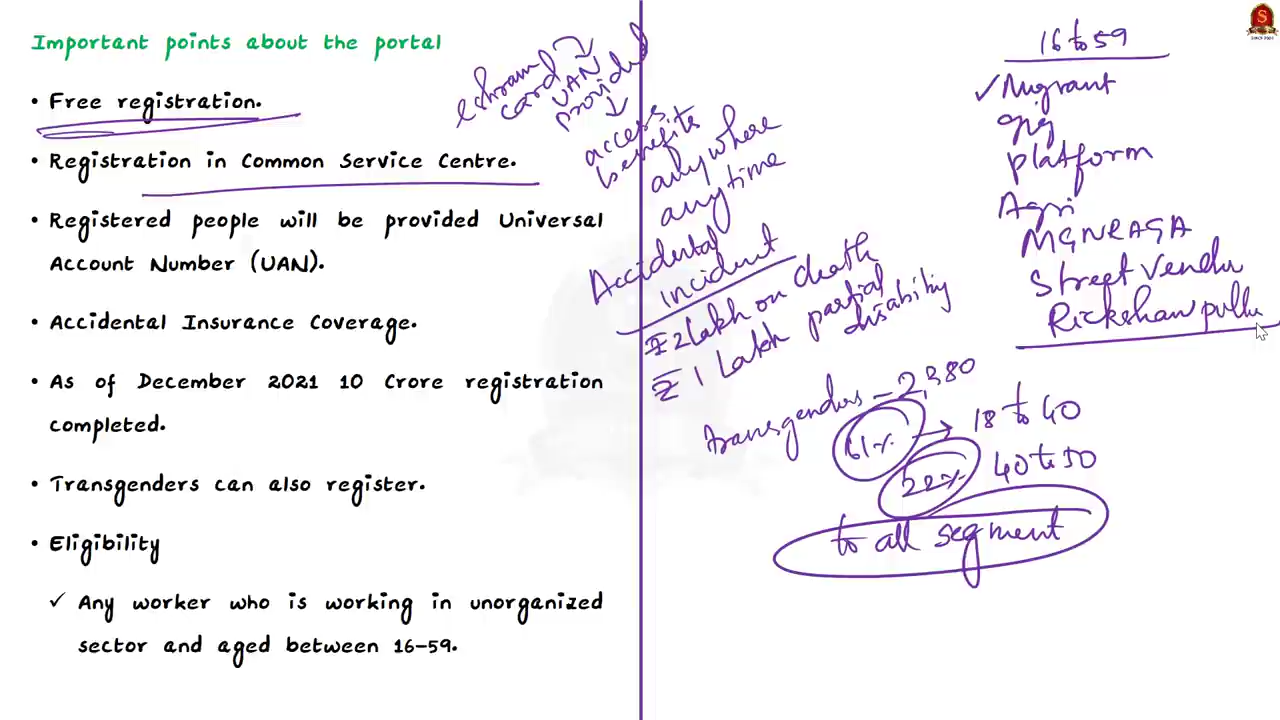 Important points about the portal
• Free registration.
• Registration in Common Service Centre.
• Registered people will be provided Universal
Account Number (UAN).
• Accidental Insurance Coverage.
• As of December 2021 10 Crore registration
completed.
• Transgenders can also register.
• Eligibility
✓ Any worker who is working in unorganized
sector and aged between 16-59.
eshram
card
UAN
provided
access
benefits
anywhere
anytime
Accidental
incident
2 lakh on death
1 Lakh partial
disability
transgenders - 2,380
61% → 18 to 40
22% 40 to 50
to all segment
16 to 59
✓ Migrant
gig
platform
Agri
MGNREGA
Street Vendor
Rickshaw puller